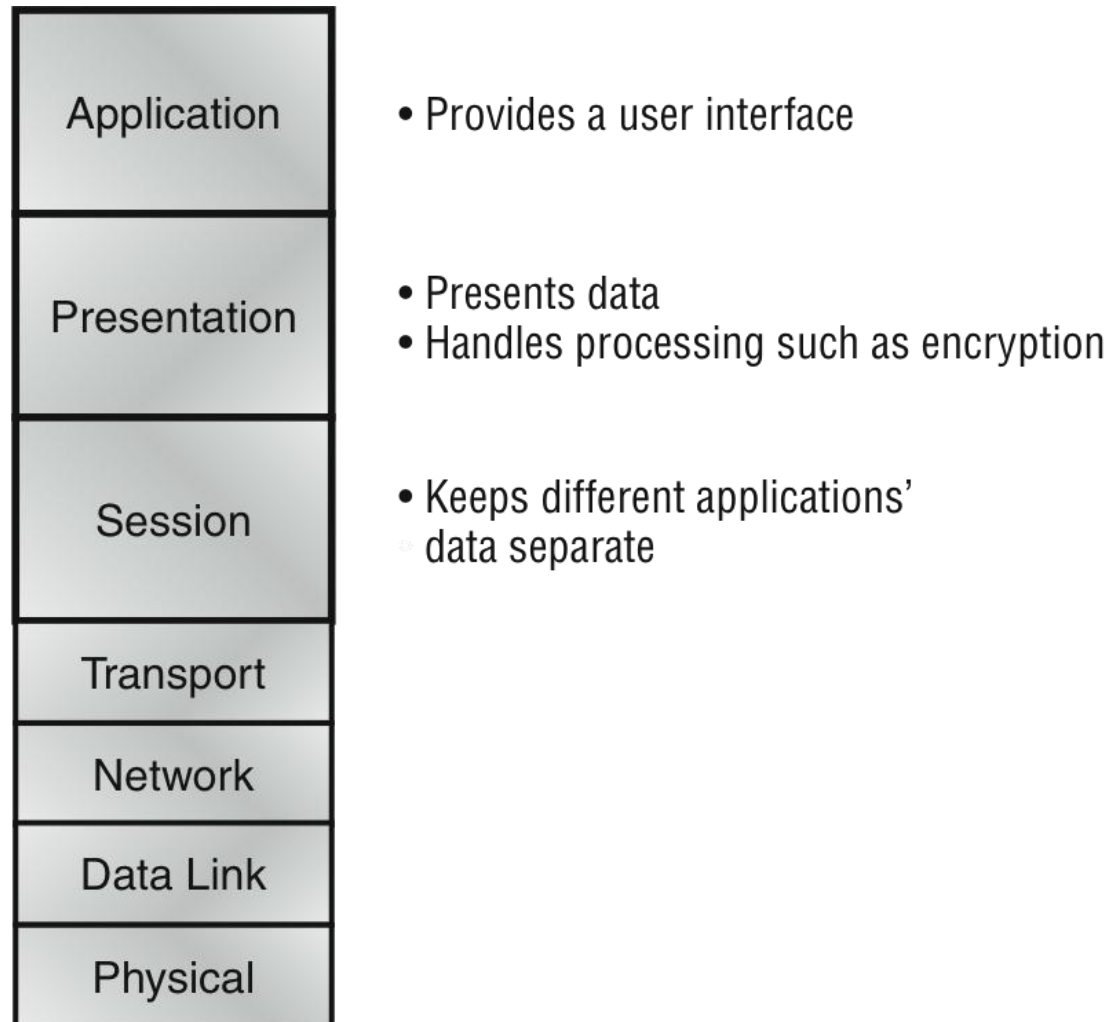 Application
• Provides a user interface
Presentation
• Presents data
• Handles processing such as encryption
Session
• Keeps different applications’
data separate
Transport
Network
Data Link
Physical